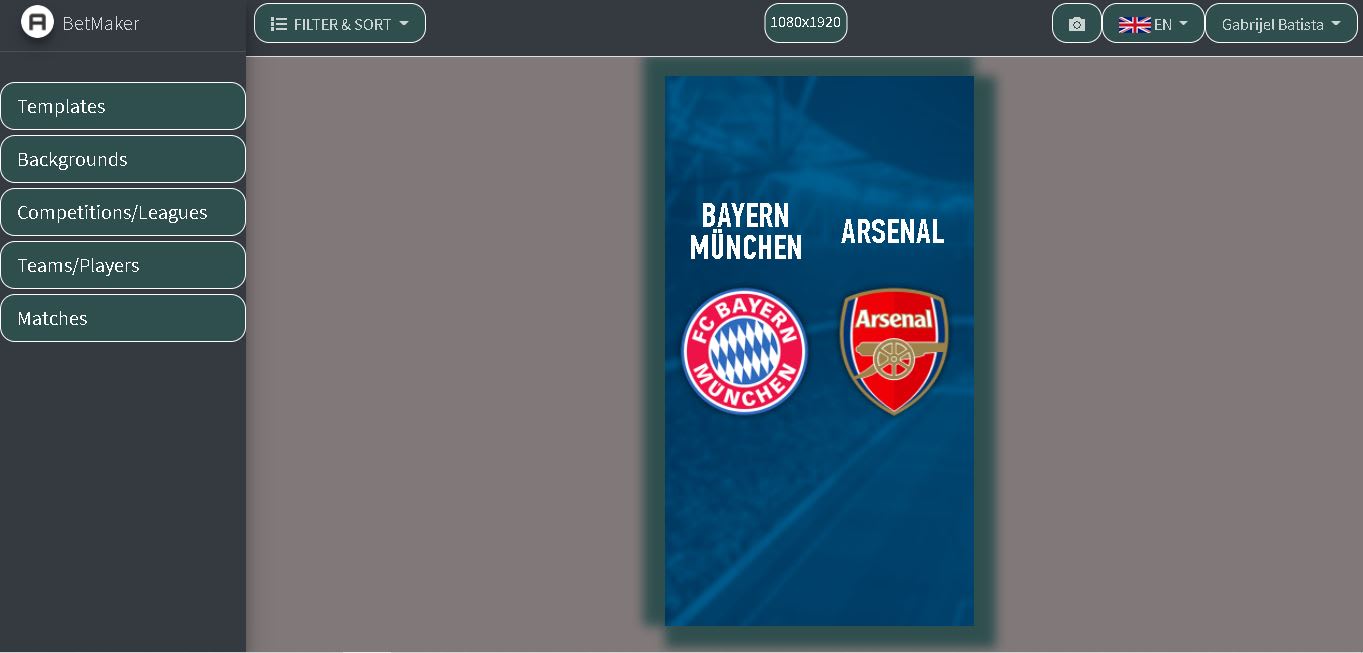 BetMaker
FILTER & SORT
1080x1920
EN
Gabrijel Batista
Templates
Backgrounds
Competitions/Leagues
Teams/Players
Matches
BAYERN
MÜNCHEN
ARSENAL
FC BAYERN
MÜNCHEN
Arsenal